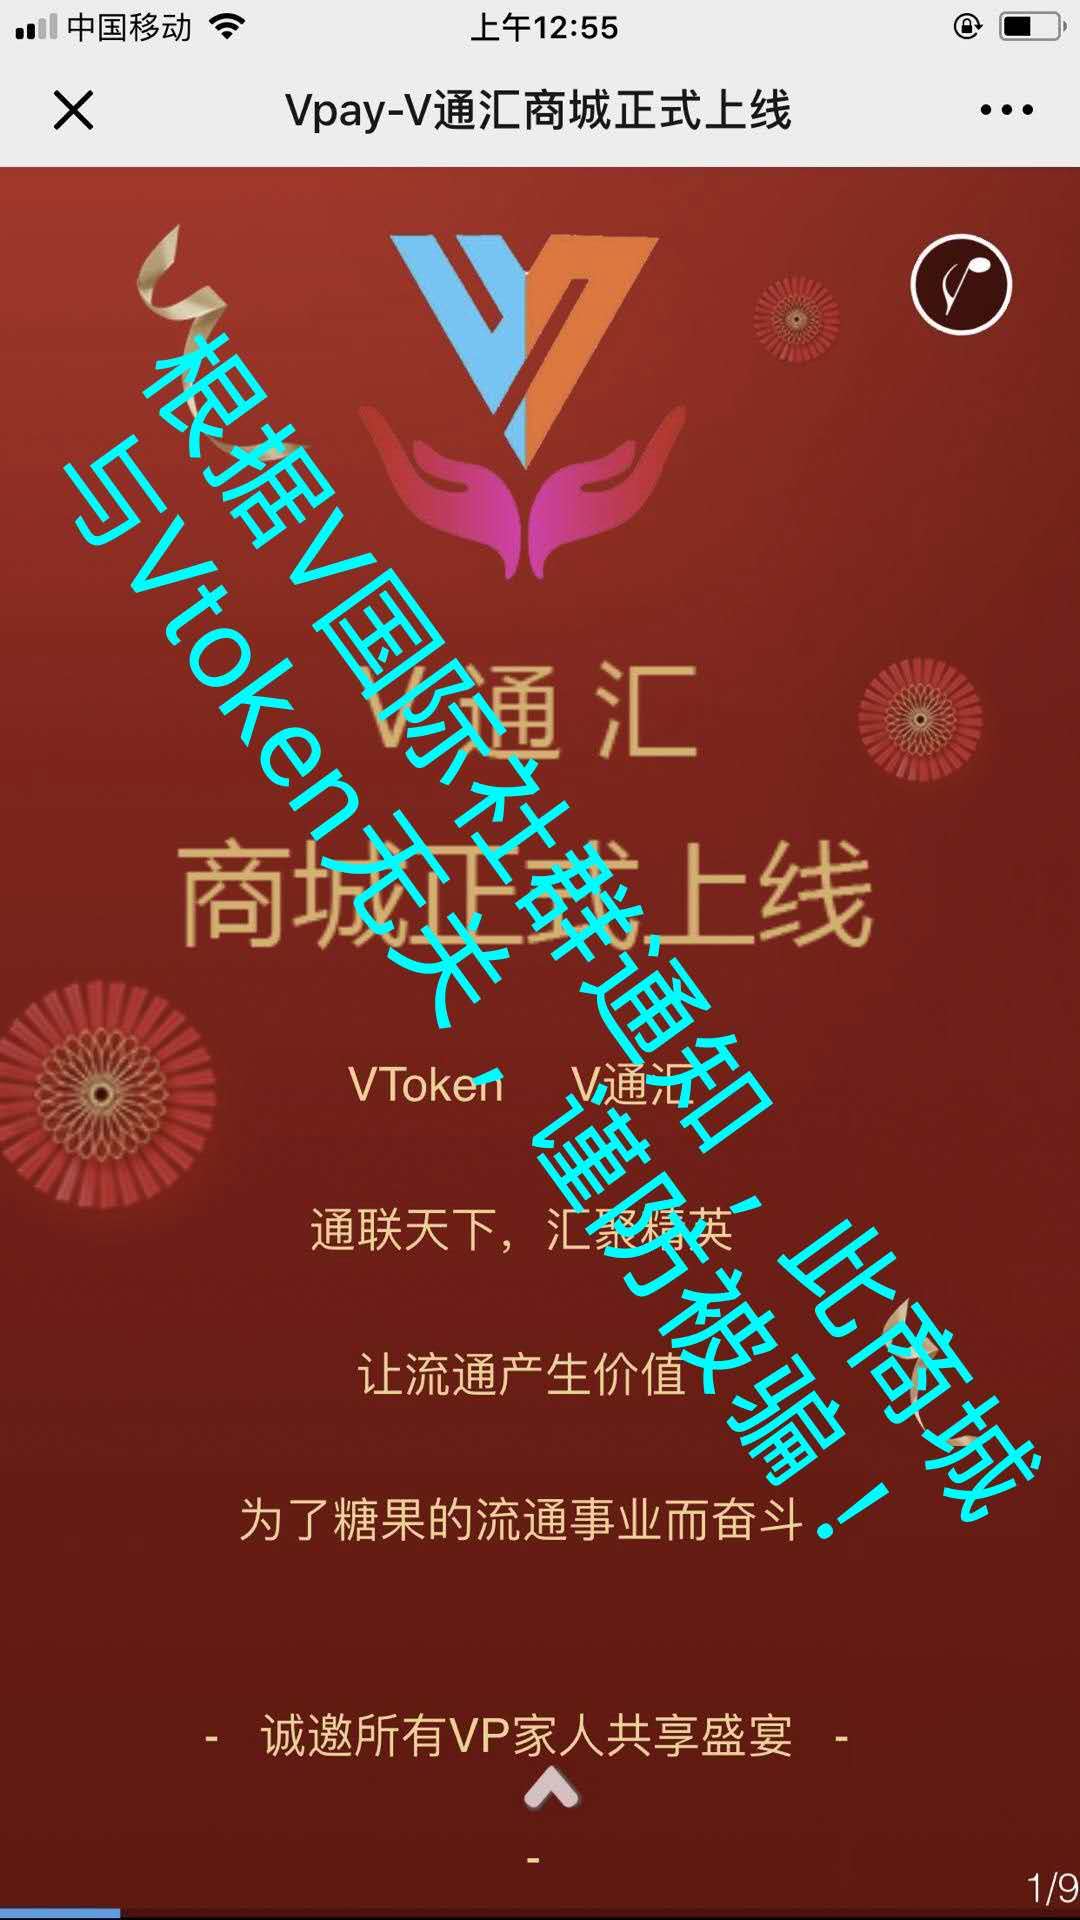 中国移动
上午12:55
Vpay-V通汇商城正式上线
根据V国际社群通知，此商城
与Vtoken无关，谨防被骗！
V通汇
商城正式上线
VToken V通汇
通联天下，汇聚精英
让流通产生价值
为了糖果的流通事业而奋斗
- 诚邀所有VP家人共享盛宴 -
-
1/9